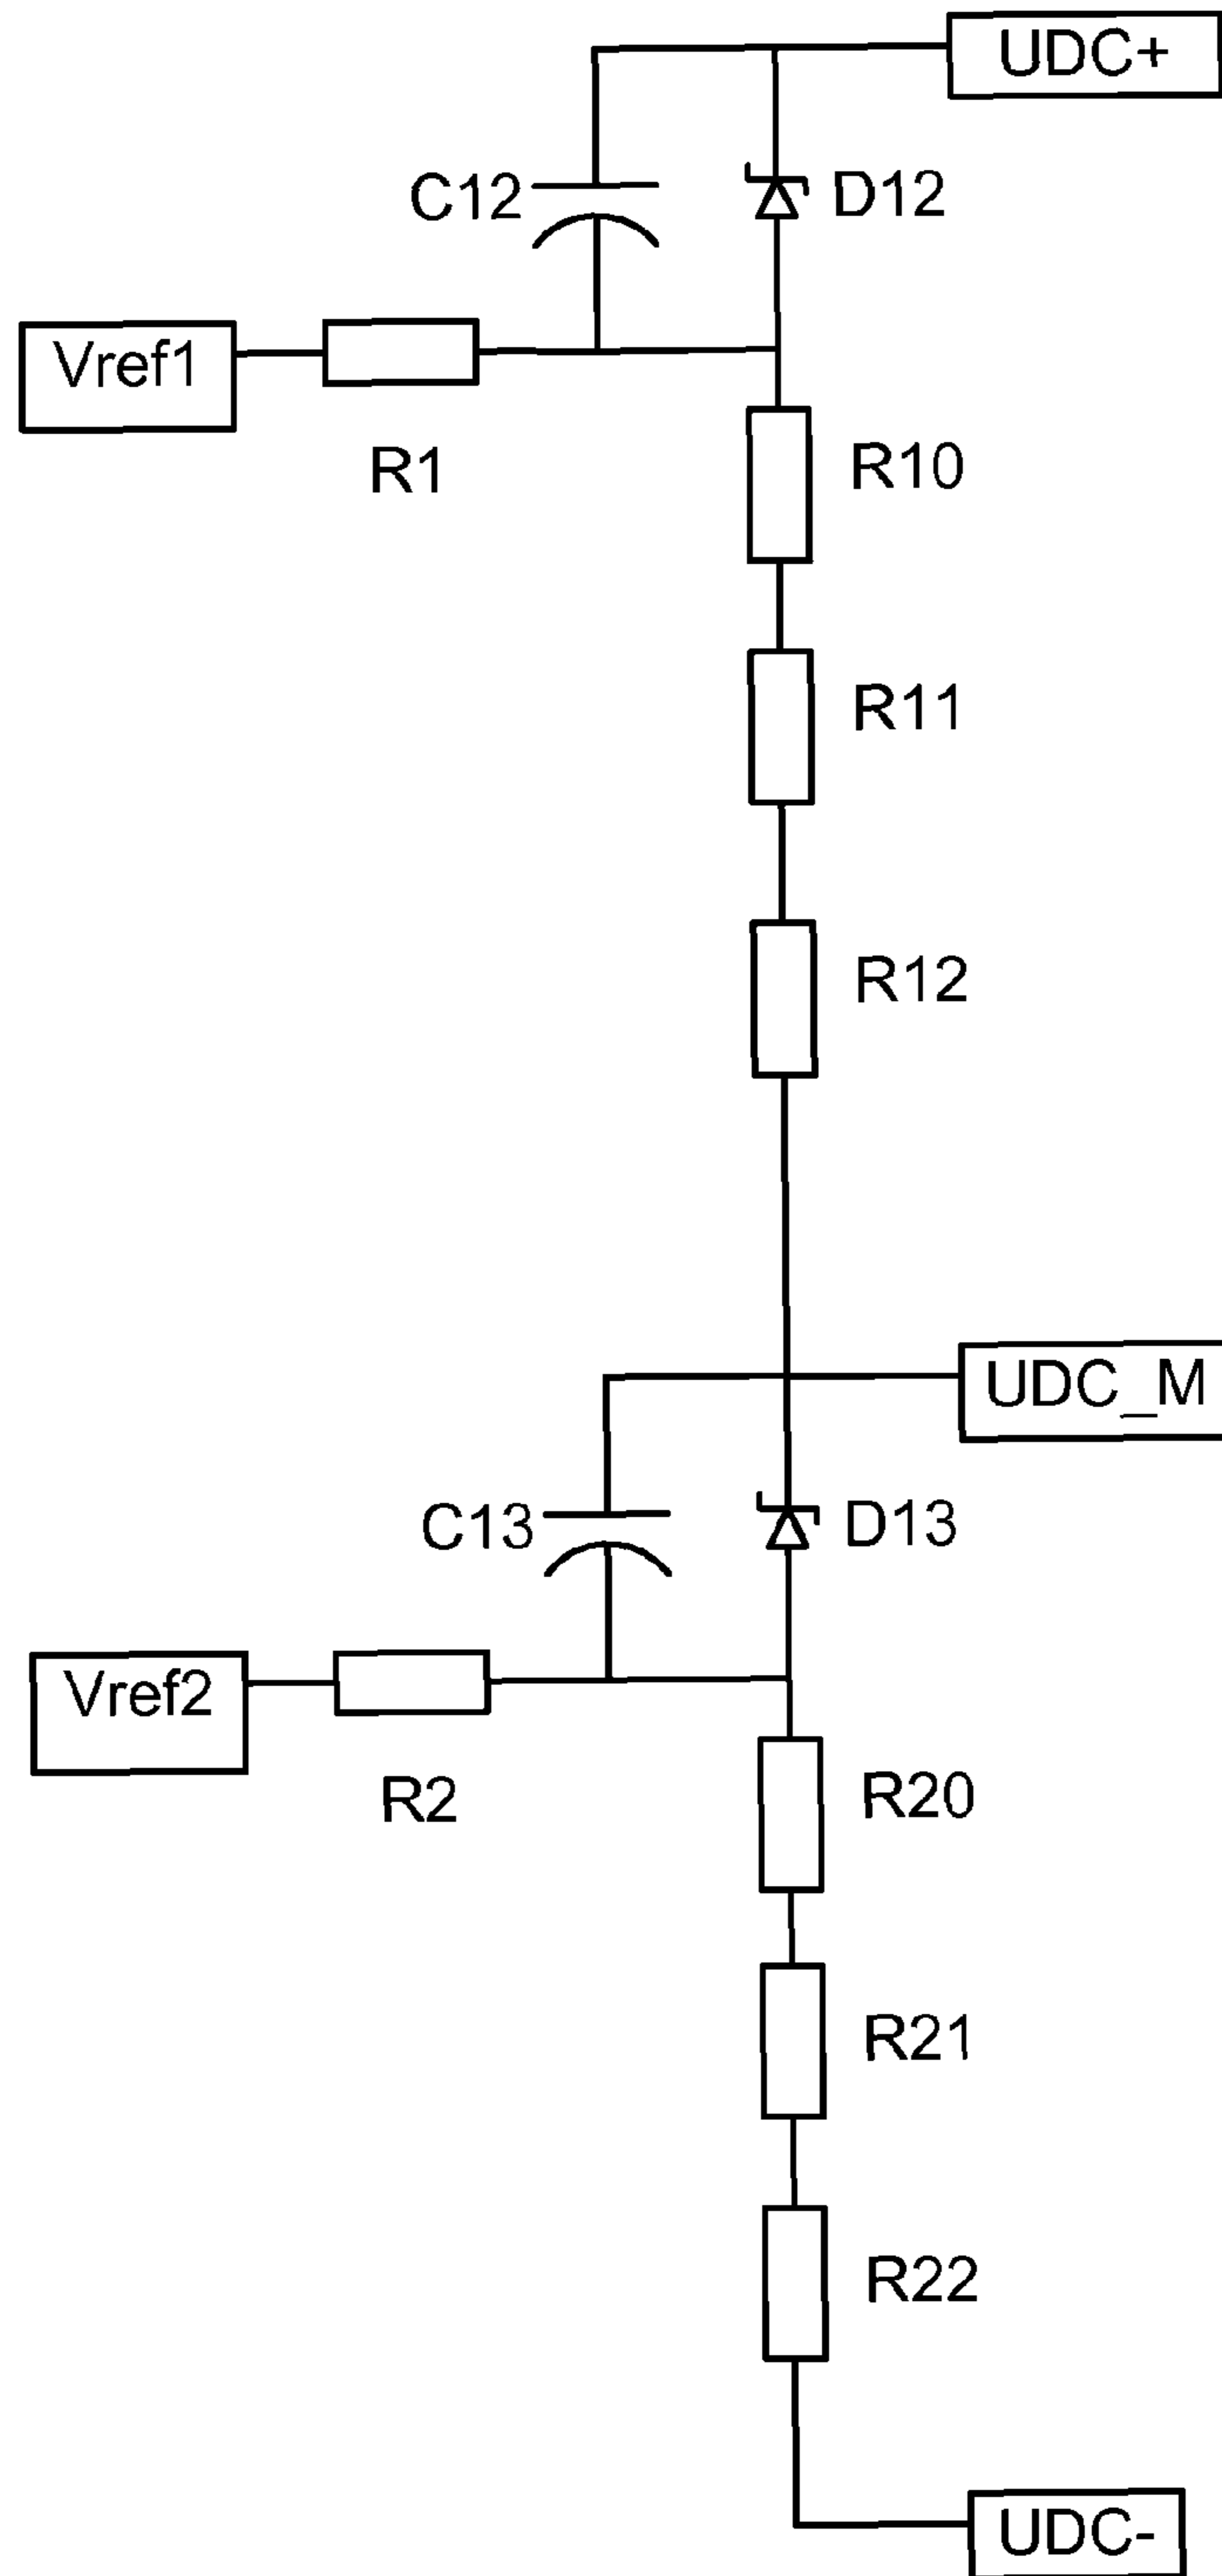 UDC+
C12
D12
Vref1
R1
R10
R11
R12
UDC_M
C13
D13
Vref2
R2
R20
R21
R22
UDC-